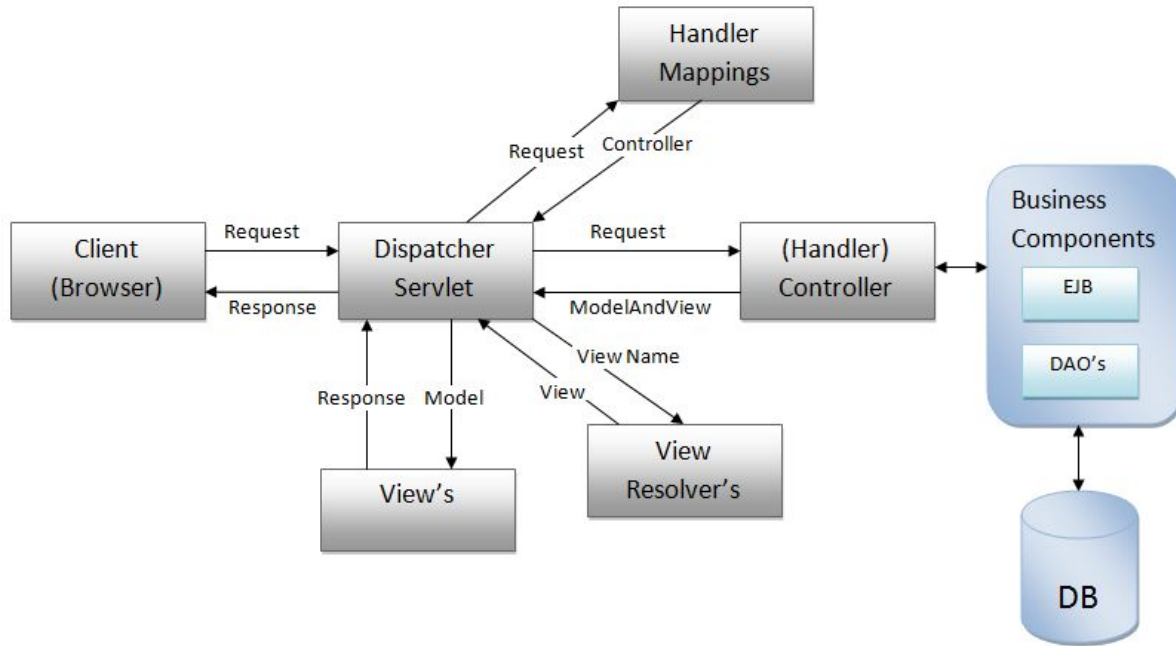 Handler
Mappings
Request
Controller
Client
(Browser)
Request
Response
Dispatcher
Servlet
Request
ModelAndView
(Handler)
Controller
Business
Components
EJB
DAO's
View Name
View
Response
Model
View's
View
Resolver's
DB